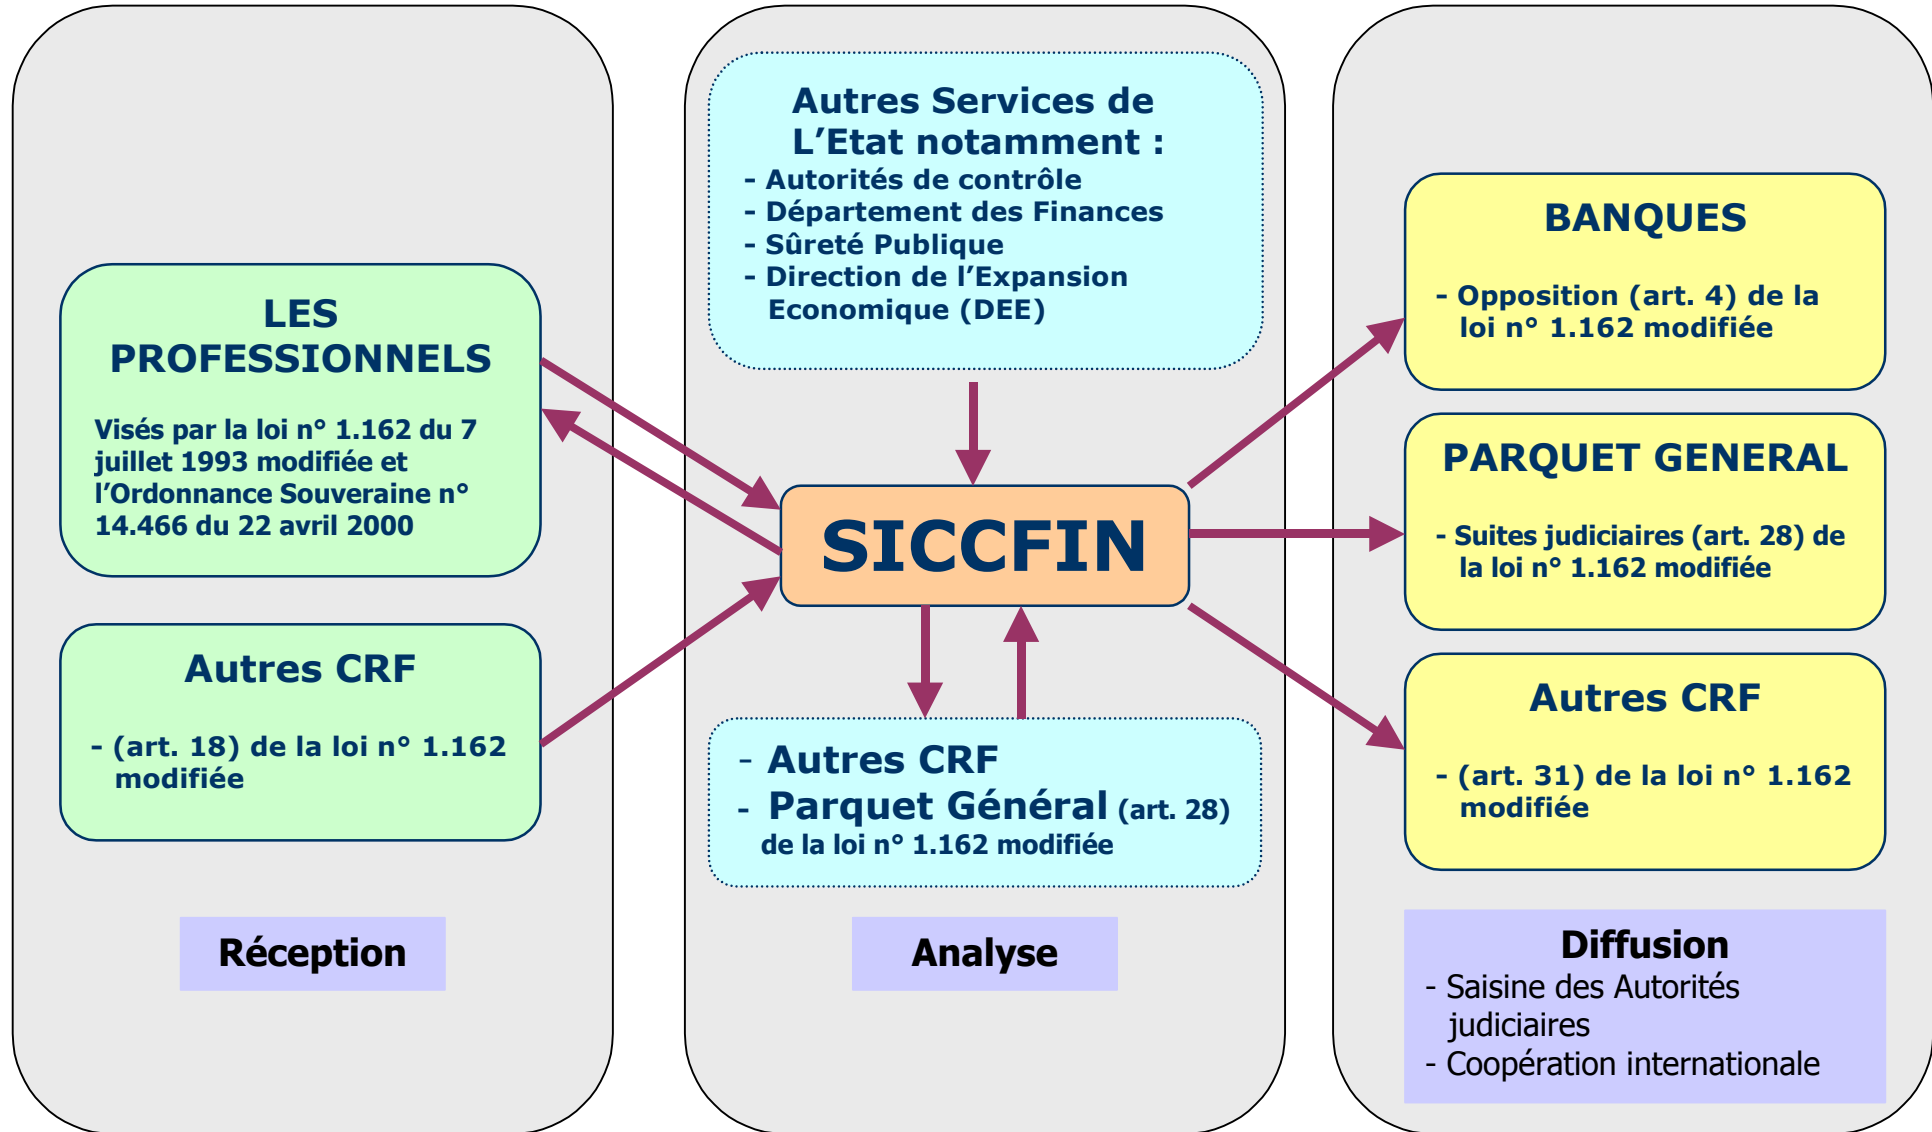 LES
PROFESSIONNELS
Visés par la loi n° 1.162 du 7
juillet 1993 modifiée et
l’Ordonnance Souveraine n°
14.466 du 22 avril 2000
Autres CRF
- (art. 18) de la loi n° 1.162
modifiée
Réception
Autres Services de
L’Etat notamment :
- Autorités de contrôle
- Département des Finances
- Sûreté Publique
- Direction de l’Expansion
Economique (DEE)
SICCFIN
- Autres CRF
- Parquet Général (art. 28)
de la loi n° 1.162 modifiée
Analyse
BANQUES
- Opposition (art. 4) de la
loi n° 1.162 modifiée
PARQUET GENERAL
- Suites judiciaires (art. 28) de
la loi n° 1.162 modifiée
Autres CRF
- (art. 31) de la loi n° 1.162
modifiée
Diffusion
- Saisine des Autorités
judiciaires
- Coopération internationale